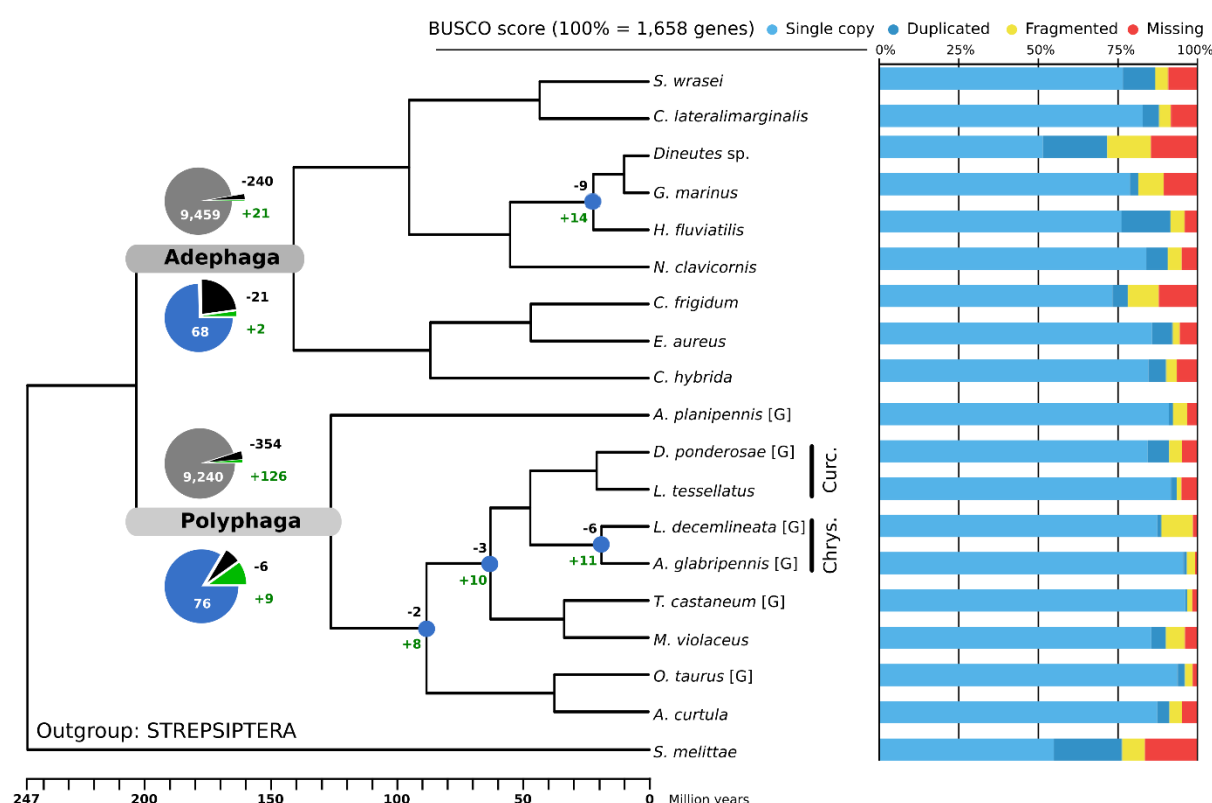 BUSCO score (100% = 1,658 genes) Single copy Duplicated Fragmented Missing
0% 25% 50% 75% 100%
S. wrasei
C. lateralimarginalis
Dineutes sp.
G. marinus
H. fluviatilis
N. clavicornis
C. frigidum
E. aureus
C. hybrida
A. planipennis [G]
D. ponderosae [G]
L. tessellatus
L. decemlineata [G]
A. glabripennis [G]
T. castaneum [G]
M. violaceus
O. taurus [G]
A. curtula
S. melittae
Curc.
Chrys.
-240
9,459
+21
Adephaga
-21
68
+2
-9
+14
-354
9,240
+126
Polyphaga
-6
76
+9
-6
+11
-3
+10
-2
+8
Outgroup: STREPSIPTERA
247 200 150 100 50 0 Million years